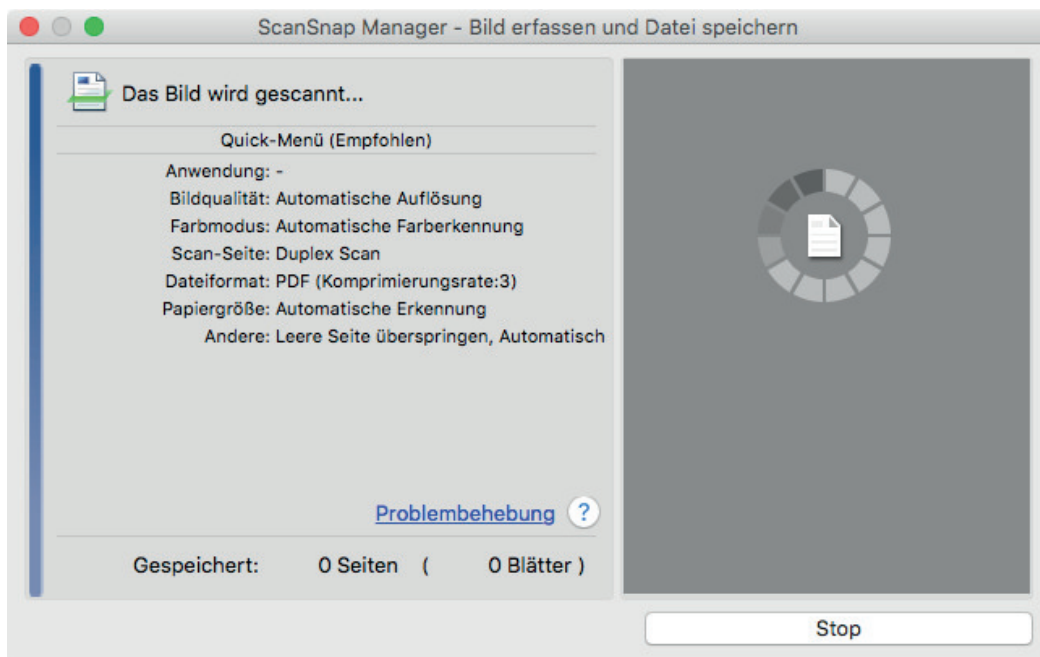 ScanSnap Manager - Bild erfassen und Datei speichern
Das Bild wird gescannt...
Quick-Menü (Empfohlen)
Anwendung: -
Bildqualität: Automatische Auflösung
Farbmodus: Automatische Farberkennung
Scan-Seite: Duplex Scan
Dateiformat: PDF (Komprimierungsrate:3)
Papiergröße: Automatische Erkennung
Andere: Leere Seite überspringen, Automatisch
Problembehebung ?
Gespeichert: 0 Seiten ( 0 Blätter )
Stop